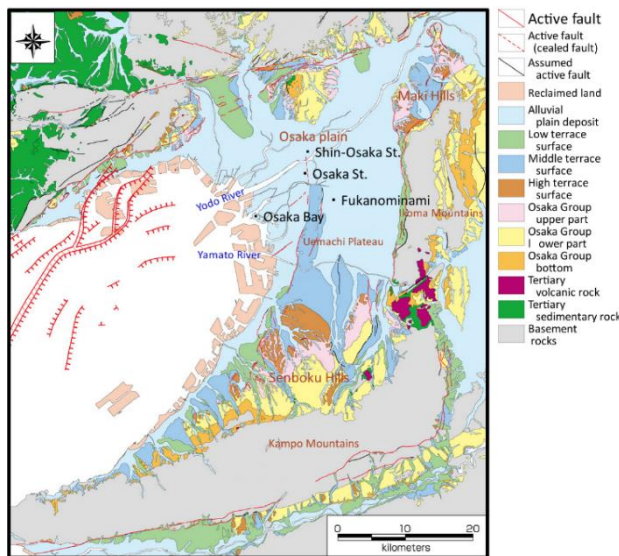 Maki Hills
Osaka plain
Shin-Osaka St.
Osaka St.
Yodo River
Fukanominami
Ikoma Mountains
Osaka Bay
Uemachi Plateau
Yamato River
Senboku Hills
Kampo Mountains
0 10 20
kilometers
Active fault
Active fault
(cealed fault)
Assumed
active fault
Reclaimed land
Alluvial
plain deposit
Low terrace
surface
Middle terrace
surface
High terrace
surface
Osaka Group
upper part
Osaka Group
l ower part
Osaka Group
bottom
Tertiary
volcanic rock
Tertiary
sedimentary rock
Basement
rocks